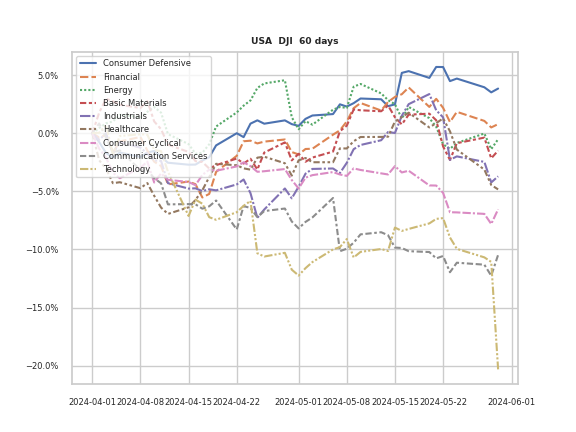 USA DJI 60 days
Consumer Defensive
Financial
Energy
Basic Materials
Industrials
Healthcare
Consumer Cyclical
Communication Services
Technology
5.0%
0.0%
−5.0%
−10.0%
−15.0%
−20.0%
2024-04-01 2024-04-08 2024-04-15 2024-04-22 2024-05-01 2024-05-08 2024-05-15 2024-05-22 2024-06-01